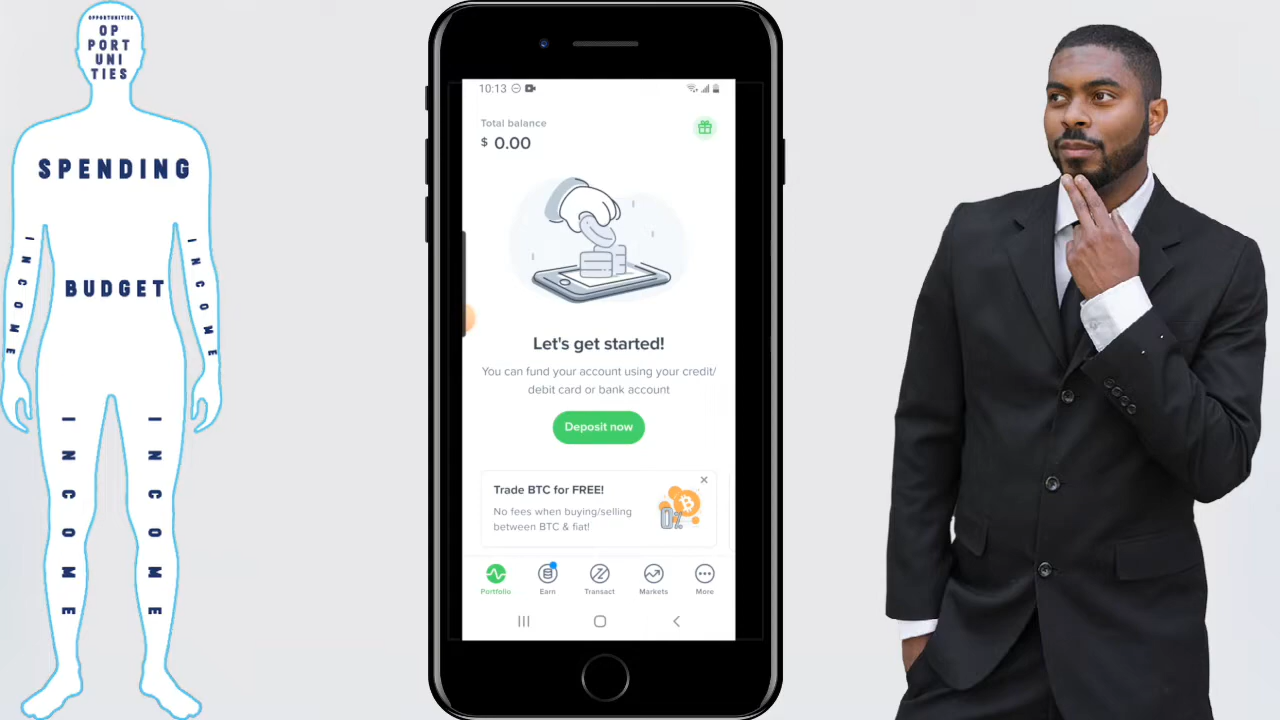 OPPORTUNITIES
OP
PORT
UNI
TIES
SPENDING
BUDGET
INCOME
INCOME
INCOME
INCOME
10:13
Total balance
$ 0.00
Let's get started!
You can fund your account using your credit/
debit card or bank account
Deposit now
Trade BTC for FREE!
No fees when buying/selling
between BTC & fiat!
0%
Portfolio
Earn
Transact
Markets
More